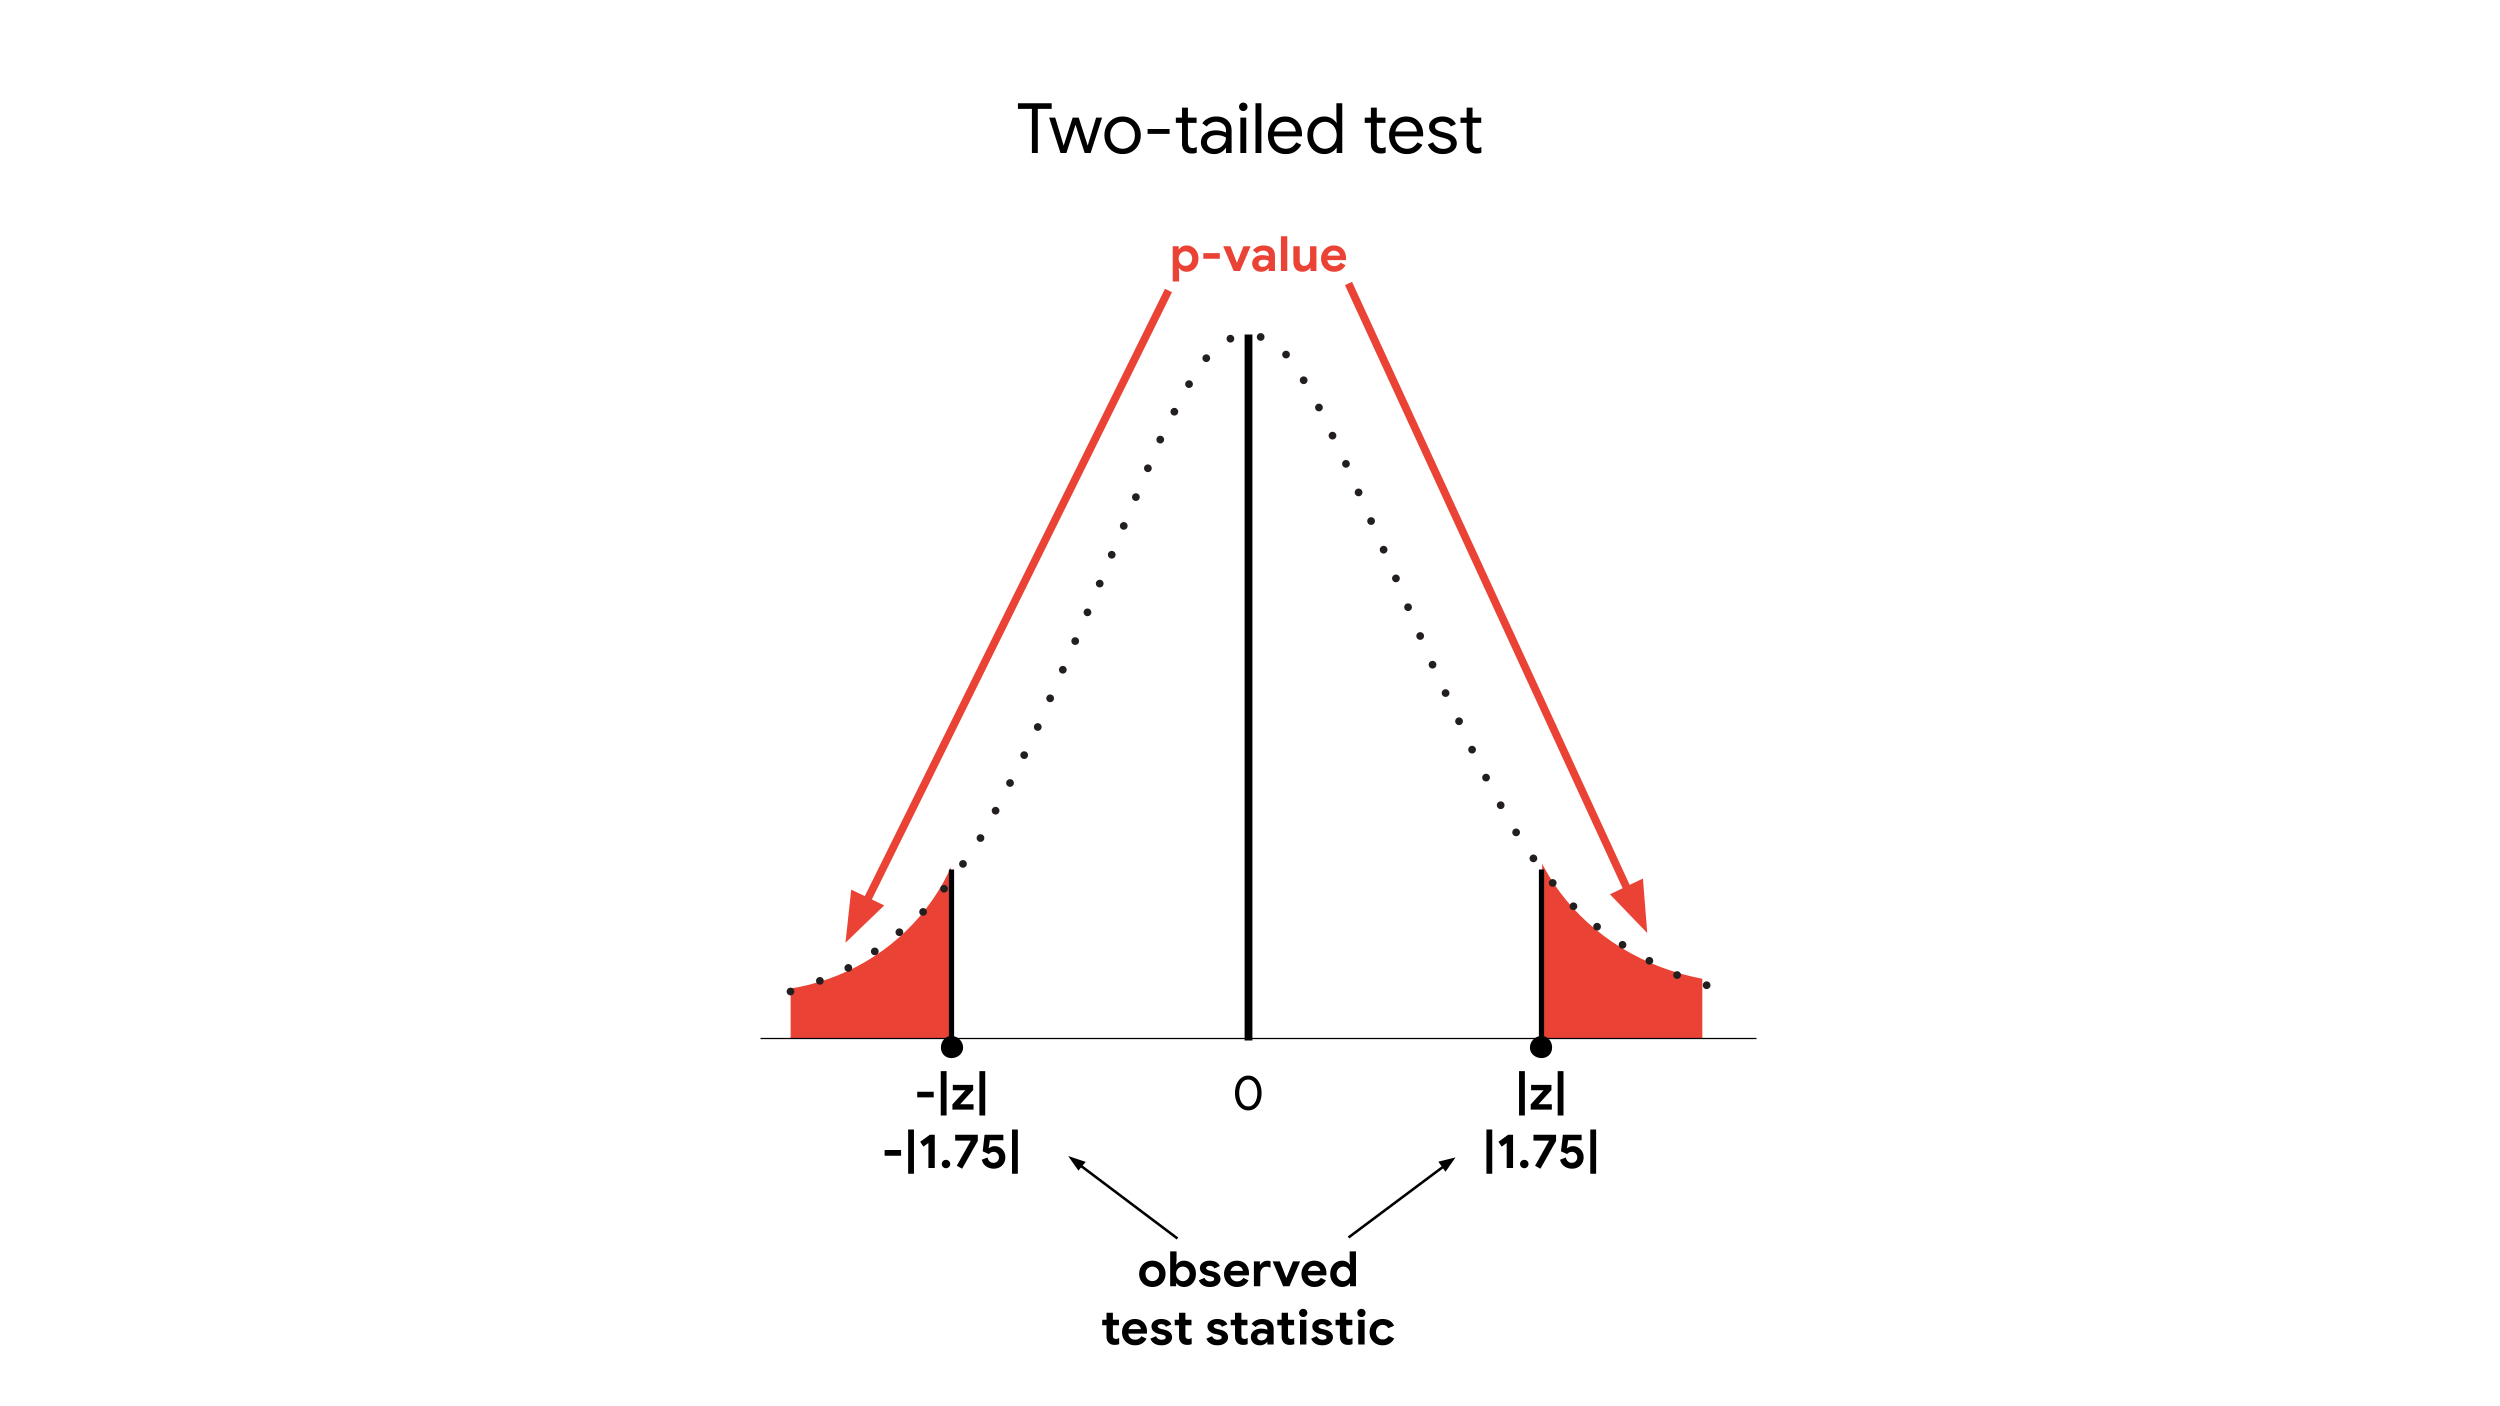 Two-tailed test
p-value
-|z| 0 |z|
-|1.75| |1.75|
observed
test statistic